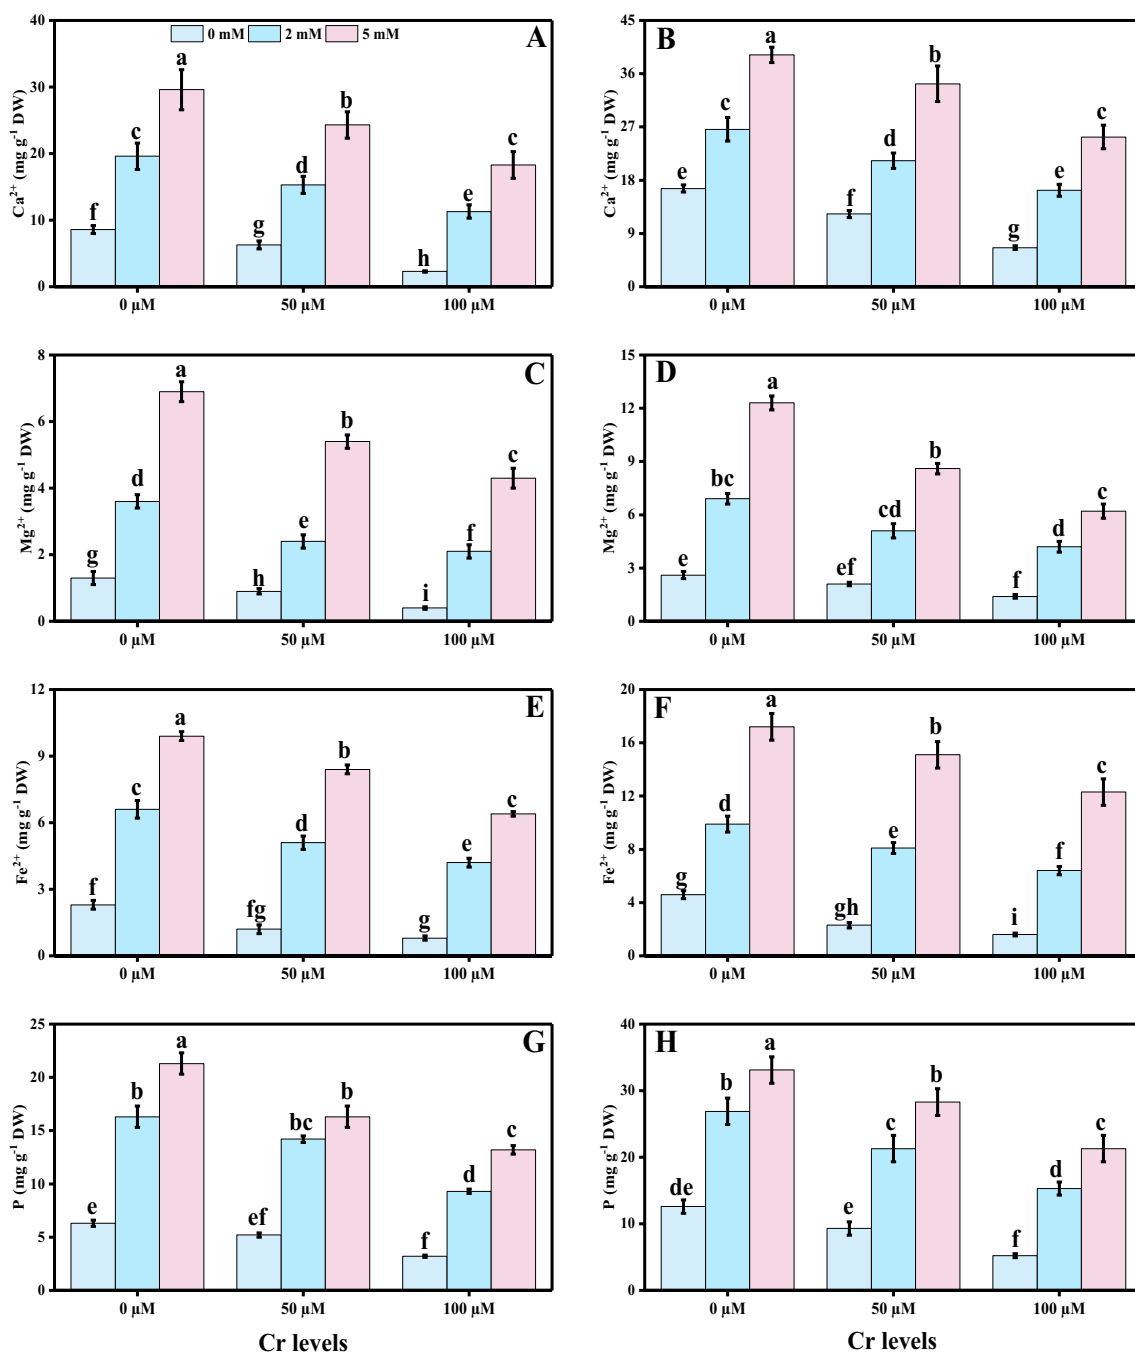 0 mM 2 mM 5 mM
A
Ca²⁺ (mg g⁻¹ DW)
40
30
20
10
0
f c a g d b h e c
0 µM 50 µM 100 µM
B
Ca²⁺ (mg g⁻¹ DW)
45
36
27
18
9
0
e c a f d b g e c
0 µM 50 µM 100 µM
C
Mg²⁺ (mg g⁻¹ DW)
8
6
4
2
0
g d a h e b i f c
0 µM 50 µM 100 µM
D
Mg²⁺ (mg g⁻¹ DW)
15
12
9
6
3
0
e bc a ef cd b f d c
0 µM 50 µM 100 µM
E
Fe²⁺ (mg g⁻¹ DW)
12
9
6
3
0
f c a fg d b g e c
0 µM 50 µM 100 µM
F
Fe²⁺ (mg g⁻¹ DW)
20
16
12
8
4
0
g d a gh e b i f c
0 µM 50 µM 100 µM
G
P (mg g⁻¹ DW)
25
20
15
10
5
0
e b a ef bc b f d c
0 µM 50 µM 100 µM
Cr levels
H
P (mg g⁻¹ DW)
40
30
20
10
0
de b a e c b f d c
0 µM 50 µM 100 µM
Cr levels